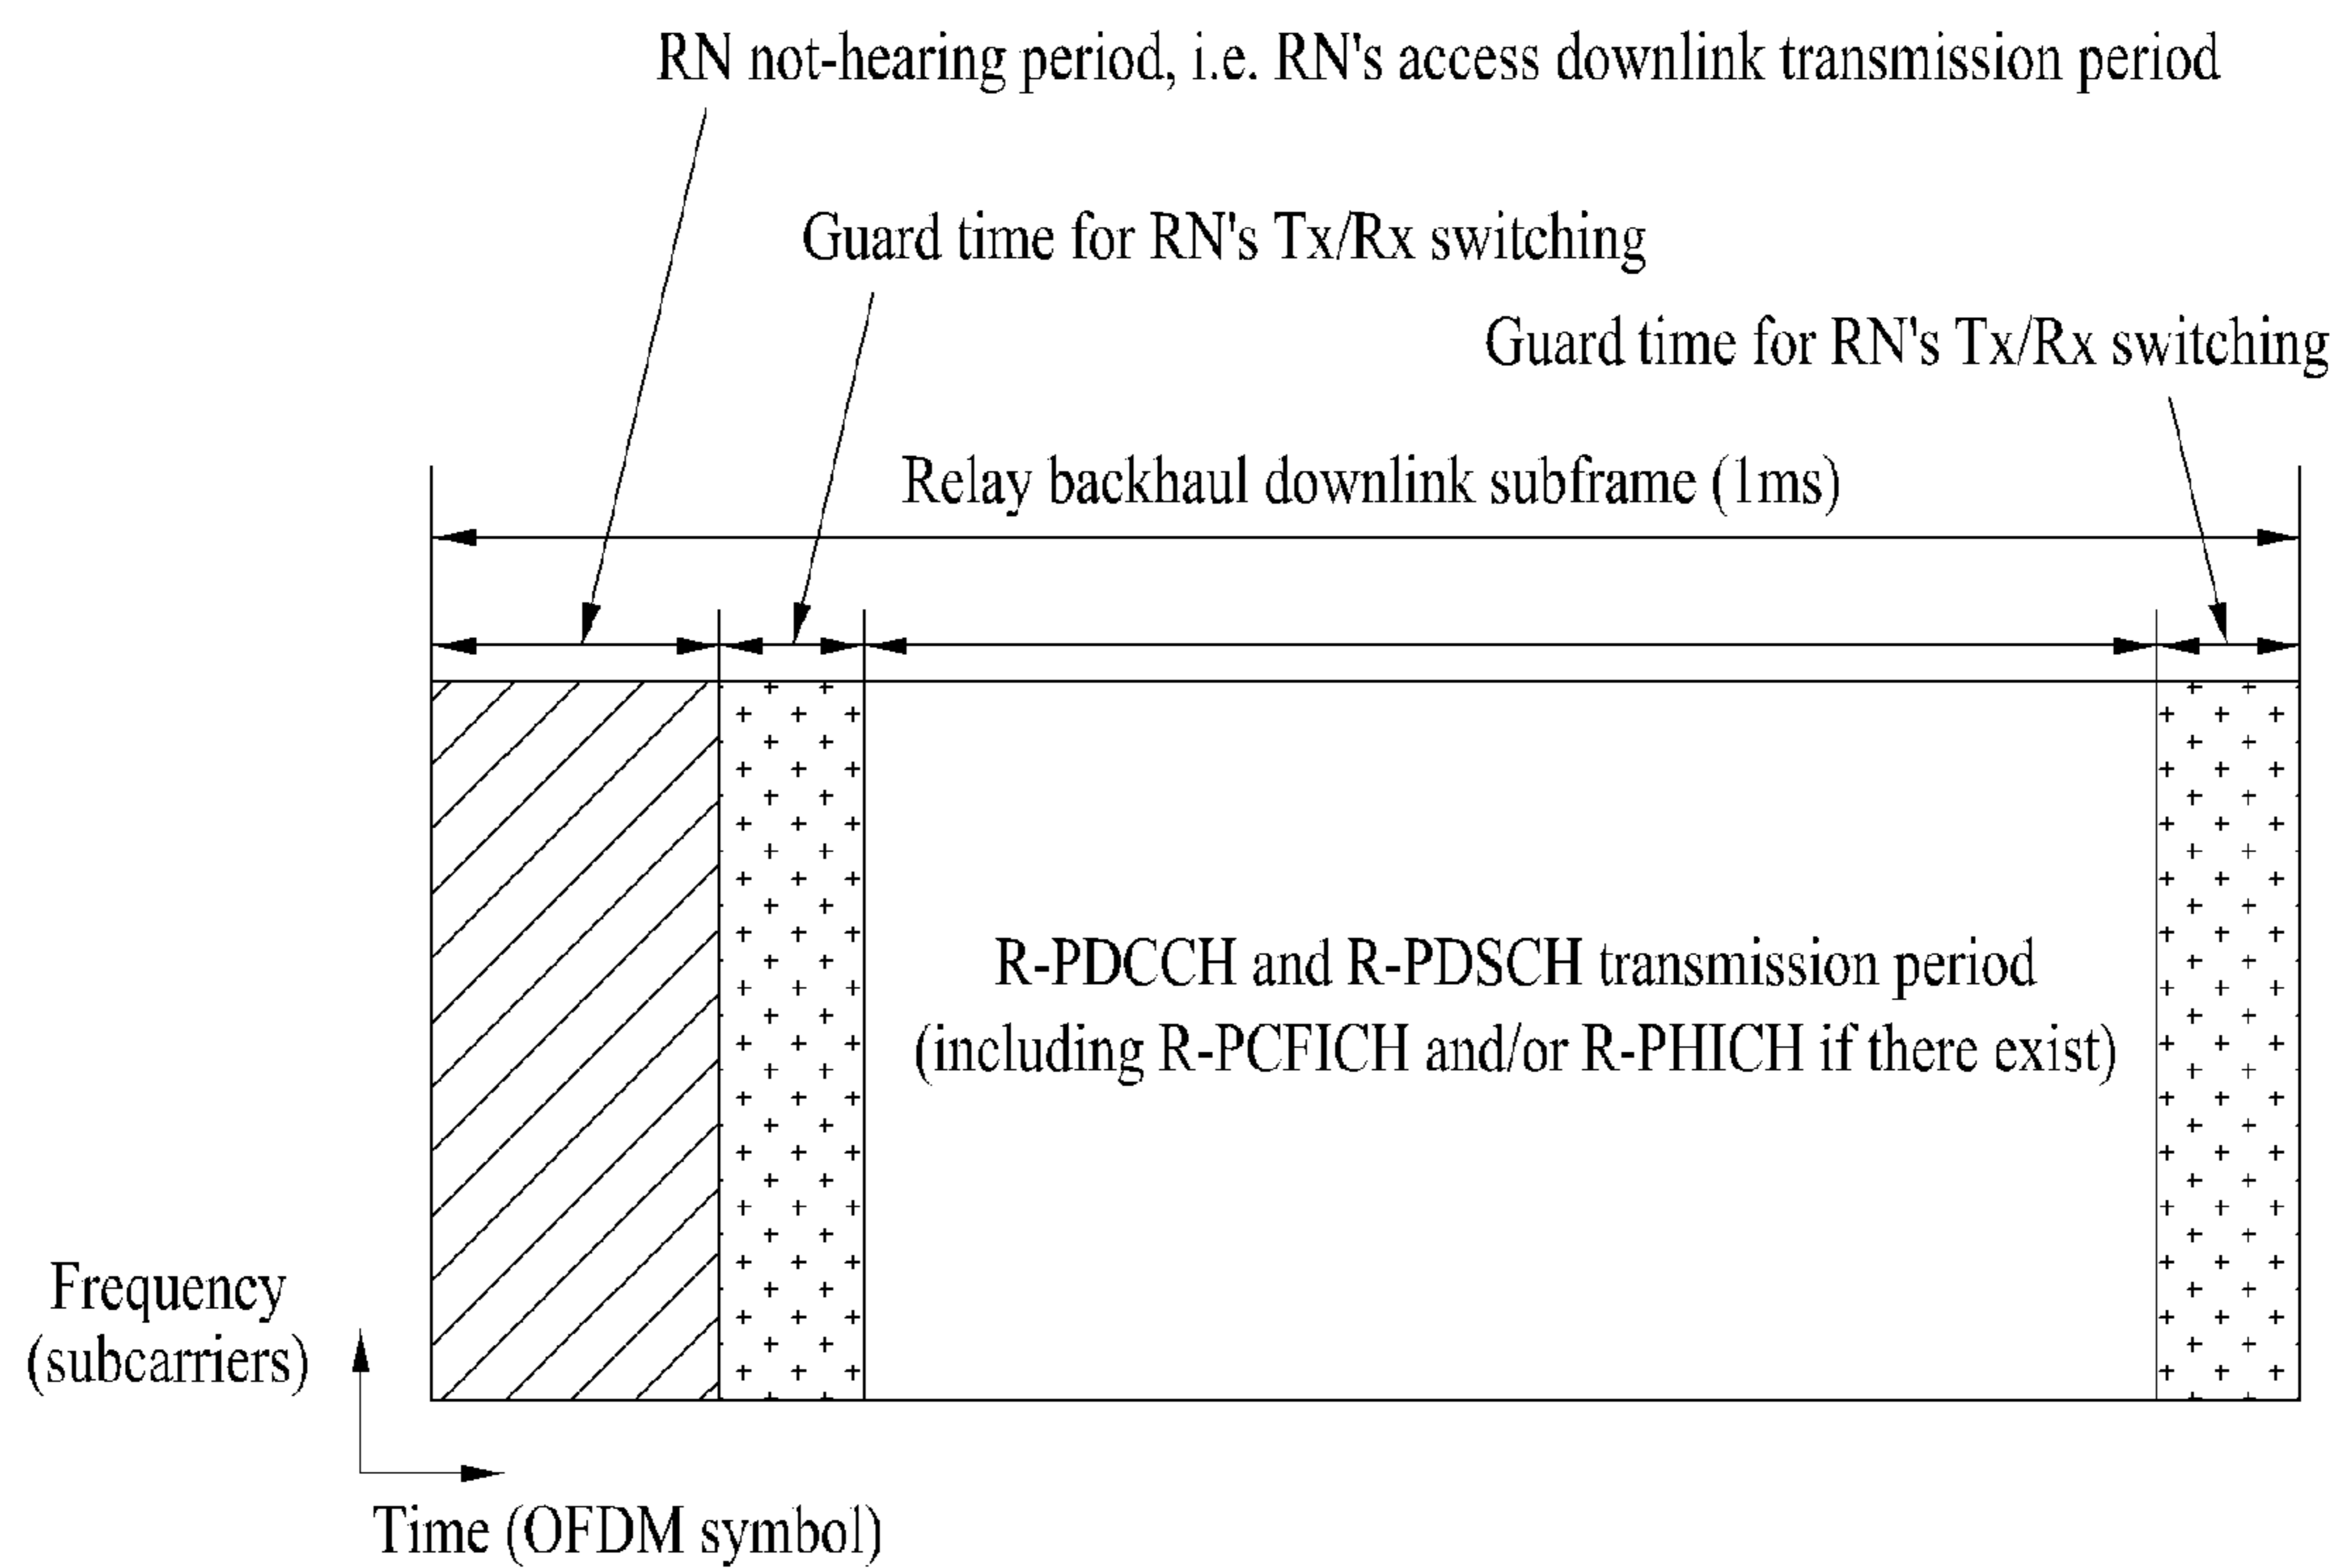 RN not-hearing period, i.e. RN's access downlink transmission period
Guard time for RN's Tx/Rx switching
Guard time for RN's Tx/Rx switching
Relay backhaul downlink subframe (1ms)
R-PDCCH and R-PDSCH transmission period
(including R-PCFICH and/or R-PHICH if there exist)
Frequency
(subcarriers)
Time (OFDM symbol)